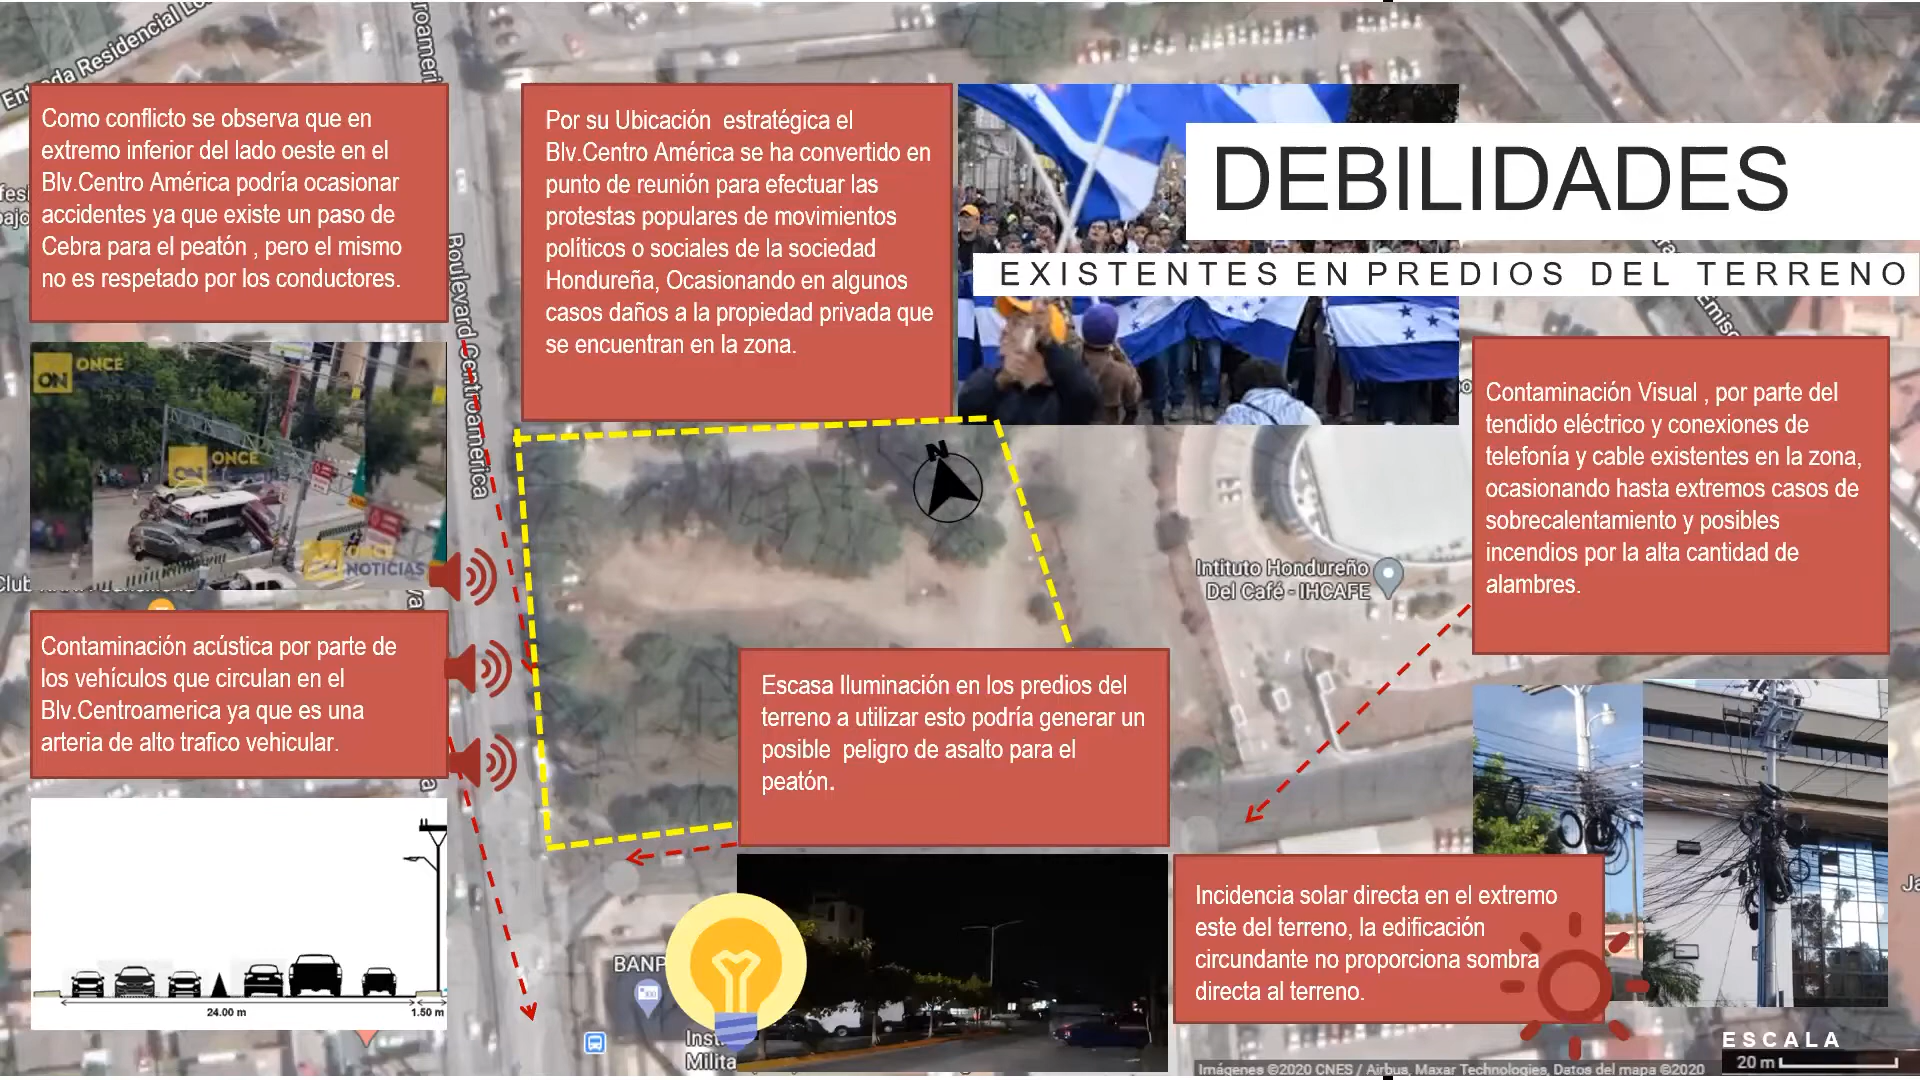 DEBILIDADES
EXISTENTES EN PREDIOS DEL TERRENO
Como conflicto se observa que en
extremo inferior del lado oeste en el
Blv.Centro América podría ocasionar
accidentes ya que existe un paso de
Cebra para el peatón , pero el mismo
no es respetado por los conductores.
Por su Ubicación  estratégica el
Blv.Centro América se ha convertido en
punto de reunión para efectuar las
protestas populares de movimientos
políticos o sociales de la sociedad
Hondureña, Ocasionando en algunos
casos daños a la propiedad privada que
se encuentran en la zona.
Contaminación Visual , por parte del
tendido eléctrico y conexiones de
telefonía y cable existentes en la zona,
ocasionando hasta extremos casos de
sobrecalentamiento y posibles
incendios por la alta cantidad de
alambres.
Contaminación acústica por parte de
los vehículos que circulan en el
Blv.Centroamerica ya que es una
arteria de alto trafico vehicular.
Escasa Iluminación en los predios del
terreno a utilizar esto podría generar un
posible  peligro de asalto para el
peatón.
Incidencia solar directa en el extremo
este del terreno, la edificación
circundante no proporciona sombra
directa al terreno.
Residencial
Boulevard Centroamerica
ON ONCE
ON ONCE
ON ONCE
NOTICIAS
N
Intituto Hondureño
Del Café - IHCAFE
Club
24.00 m
1.50 m
BANP
Inst
Milita
ESCALA
20 m
Imágenes ©2020 CNES / Airbus, Maxar Technologies, Datos del mapa ©2020